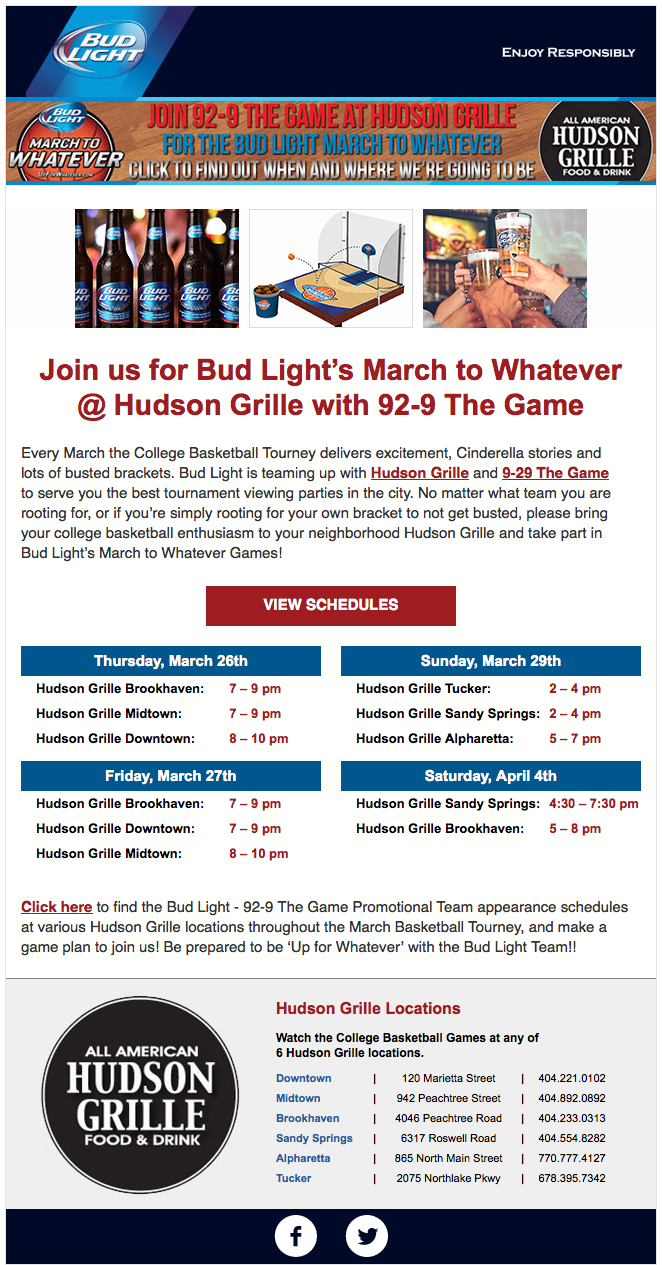 BUD
LIGHT
ENJOY RESPONSIBLY
BUD
LIGHT
MARCH TO
WHATEVER
UPFORWHATEVER.COM
JOIN 92-9 THE GAME AT HUDSON GRILLE
FOR THE BUD LIGHT MARCH TO WHATEVER
CLICK TO FIND OUT WHEN AND WHERE WE'RE GOING TO BE
ALL AMERICAN
HUDSON
GRILLE
FOOD & DRINK
BUD
LIGHT
BUD
LIGHT
BUD
LIGHT
BUD
LIGHT
Join us for Bud Light’s March to Whatever
@ Hudson Grille with 92-9 The Game
Every March the College Basketball Tourney delivers excitement, Cinderella stories and
lots of busted brackets. Bud Light is teaming up with Hudson Grille and 9-29 The Game
to serve you the best tournament viewing parties in the city. No matter what team you are
rooting for, or if you’re simply rooting for your own bracket to not get busted, please bring
your college basketball enthusiasm to your neighborhood Hudson Grille and take part in
Bud Light’s March to Whatever Games!
VIEW SCHEDULES
Thursday, March 26th
Hudson Grille Brookhaven: 7 – 9 pm
Hudson Grille Midtown: 7 – 9 pm
Hudson Grille Downtown: 8 – 10 pm
Sunday, March 29th
Hudson Grille Tucker: 2 – 4 pm
Hudson Grille Sandy Springs: 2 – 4 pm
Hudson Grille Alpharetta: 5 – 7 pm
Friday, March 27th
Hudson Grille Brookhaven: 7 – 9 pm
Hudson Grille Downtown: 7 – 9 pm
Hudson Grille Midtown: 8 – 10 pm
Saturday, April 4th
Hudson Grille Sandy Springs: 4:30 – 7:30 pm
Hudson Grille Brookhaven: 5 – 8 pm
Click here to find the Bud Light - 92-9 The Game Promotional Team appearance schedules
at various Hudson Grille locations throughout the March Basketball Tourney, and make a
game plan to join us! Be prepared to be ‘Up for Whatever’ with the Bud Light Team!!
ALL AMERICAN
HUDSON
GRILLE
FOOD & DRINK
Hudson Grille Locations
Watch the College Basketball Games at any of
6 Hudson Grille locations.
Downtown | 120 Marietta Street | 404.221.0102
Midtown | 942 Peachtree Street | 404.892.0892
Brookhaven | 4046 Peachtree Road | 404.233.0313
Sandy Springs | 6317 Roswell Road | 404.554.8282
Alpharetta | 865 North Main Street | 770.777.4127
Tucker | 2075 Northlake Pkwy | 678.395.7342